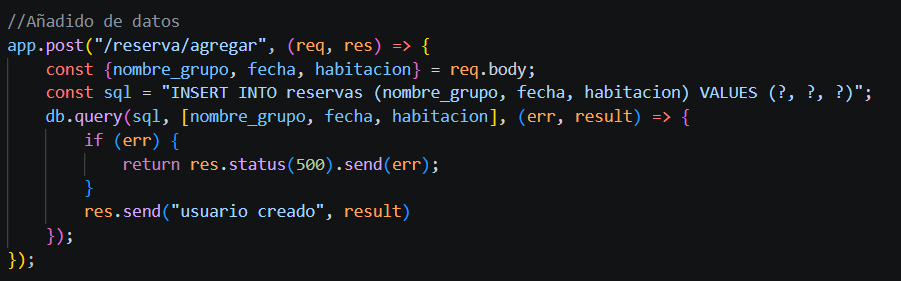 //Añadido de datos
app.post("/reserva/agregar", (req, res) => {
    const {nombre_grupo, fecha, habitacion} = req.body;
    const sql = "INSERT INTO reservas (nombre_grupo, fecha, habitacion) VALUES (?, ?, ?)";
    db.query(sql, [nombre_grupo, fecha, habitacion], (err, result) => {
        if (err) {
            return res.status(500).send(err);
        }
        res.send("usuario creado", result)
    });
});